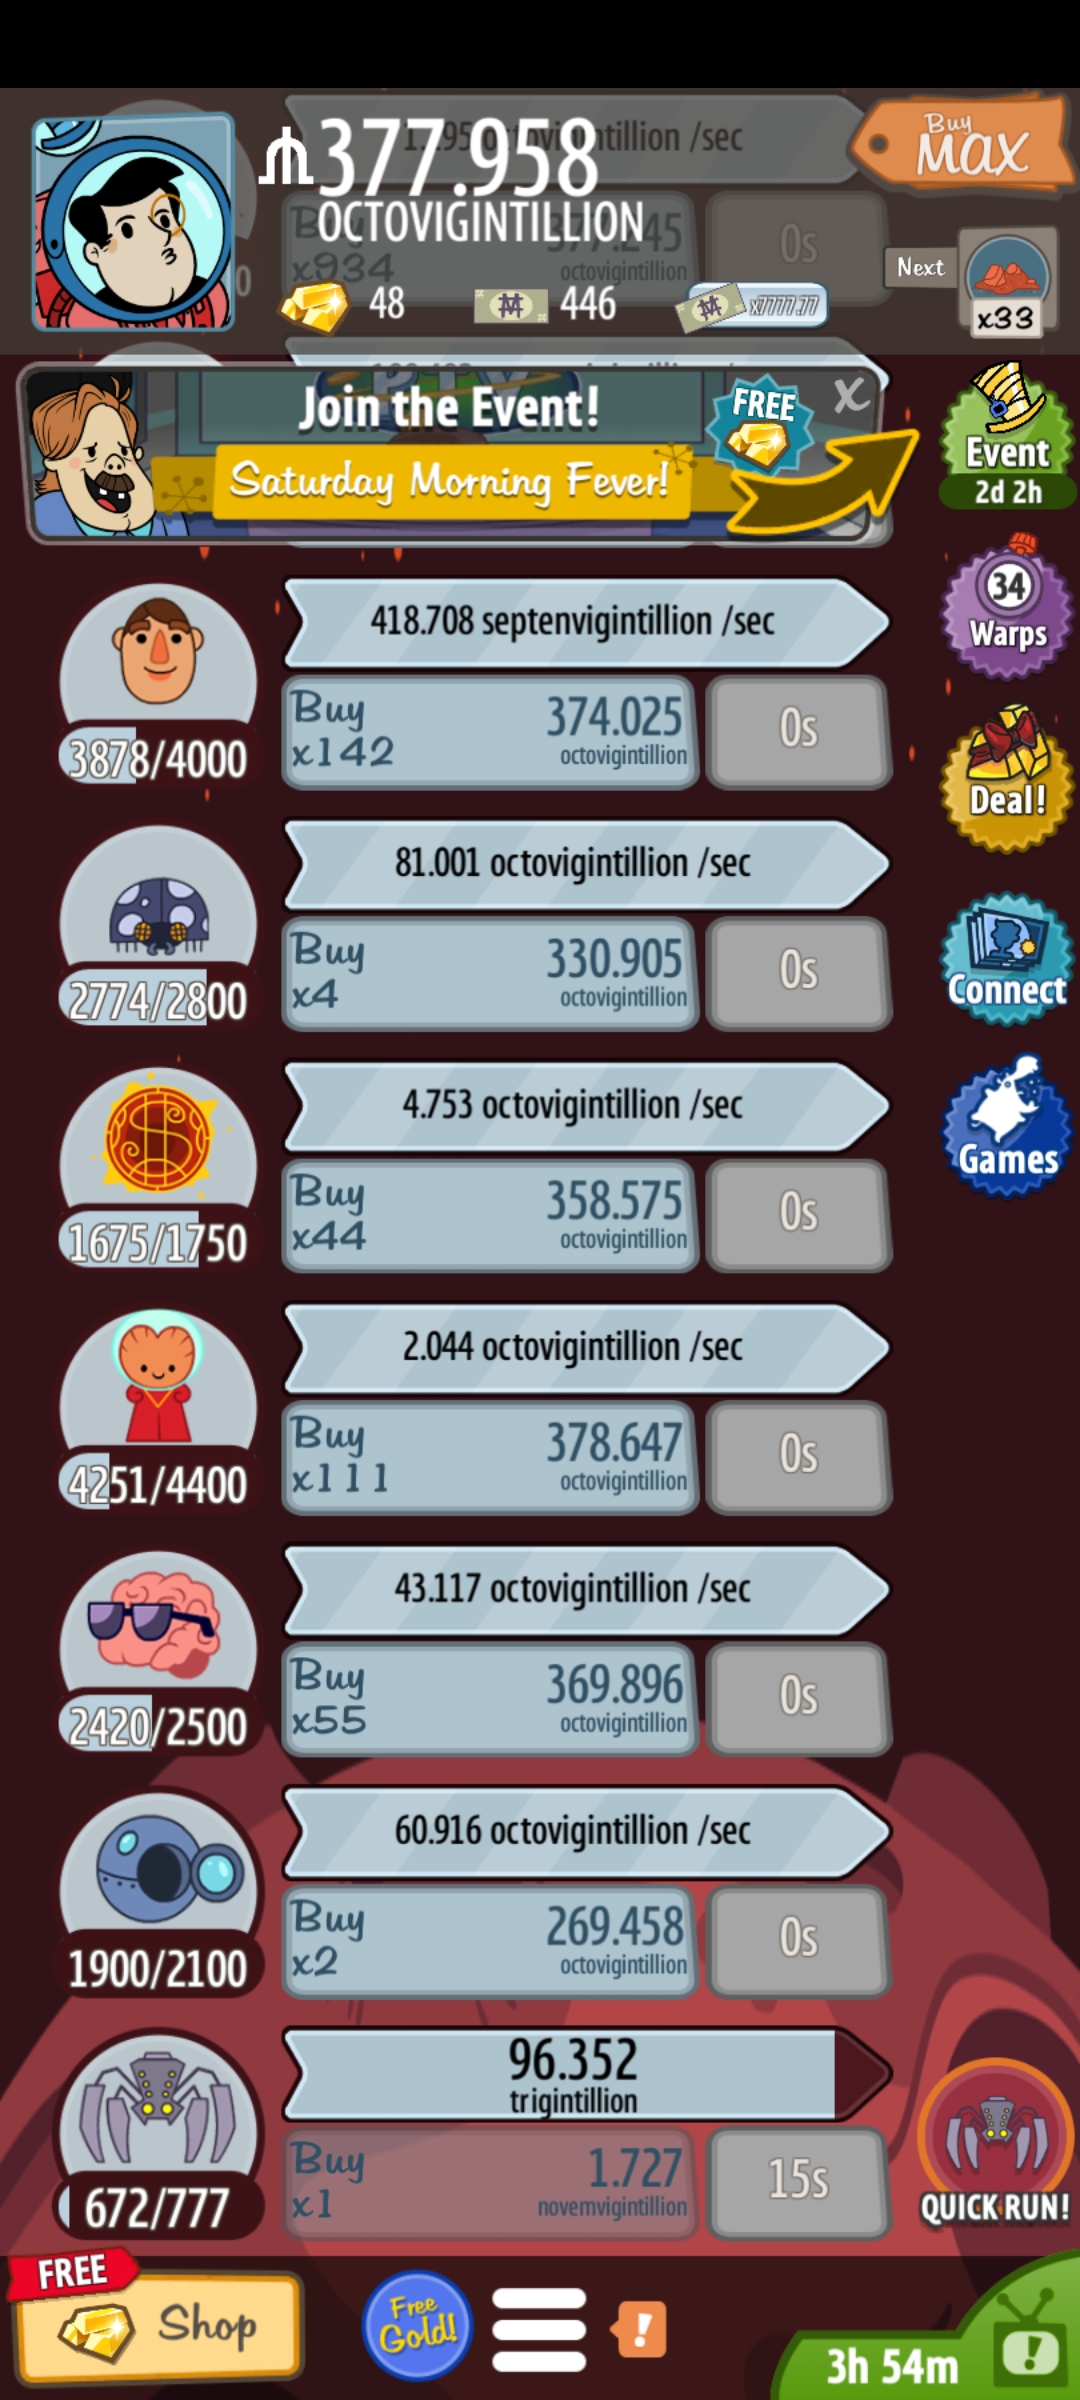 377.958
OCTOVIGINTILLION
Buy
MAX
Buy
x934
377.245
octovigintillion
0s
Next
x33
48
446
x7777.77
Join the Event!
FREE
X
Saturday Morning Fever!
Event
2d 2h
418.708 septenvigintillion /sec
34
Warps
3878/4000
Buy
x142
374.025
octovigintillion
0s
Deal!
81.001 octovigintillion /sec
2774/2800
Buy
x4
330.905
octovigintillion
0s
Connect
4.753 octovigintillion /sec
1675/1750
Buy
x44
358.575
octovigintillion
0s
Games
2.044 octovigintillion /sec
4251/4400
Buy
x111
378.647
octovigintillion
0s
43.117 octovigintillion /sec
2420/2500
Buy
x55
369.896
octovigintillion
0s
60.916 octovigintillion /sec
1900/2100
Buy
x2
269.458
octovigintillion
0s
96.352
trigintillion
672/777
Buy
x1
1.727
novemvigintillion
15s
QUICK RUN!
FREE
Shop
Free
Gold!
!
3h 54m
!